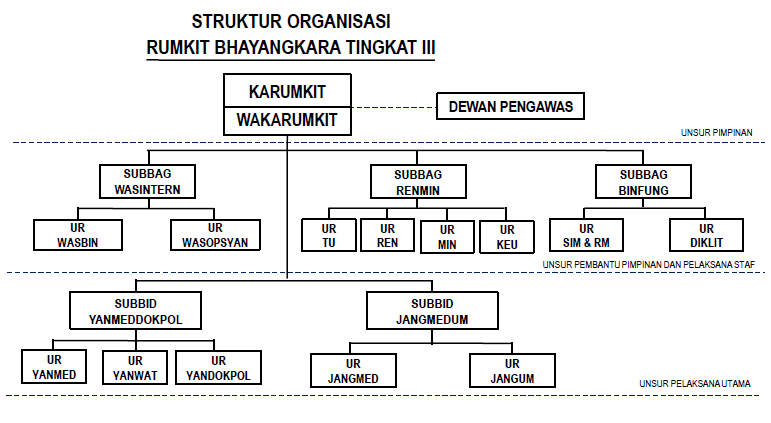 STRUKTUR ORGANISASI
RUMKIT BHAYANGKARA TINGKAT III
KARUMKIT
WAKARUMKIT
DEWAN PENGAWAS
UNSUR PIMPINAN
SUBBAG
WASINTERN
SUBBAG
RENMIN
SUBBAG
BINFUNG
UR
WASBIN
UR
WASOPSYAN
UR
TU
UR
REN
UR
MIN
UR
KEU
UR
SIM & RM
UR
DIKLIT
UNSUR PEMBANTU PIMPINAN DAN PELAKSANA STAF
SUBBID
YANMEDDOKPOL
SUBBID
JANGMEDUM
UR
YANMED
UR
YANWAT
UR
YANDOKPOL
UR
JANGMED
UR
JANGUM
UNSUR PELAKSANA UTAMA